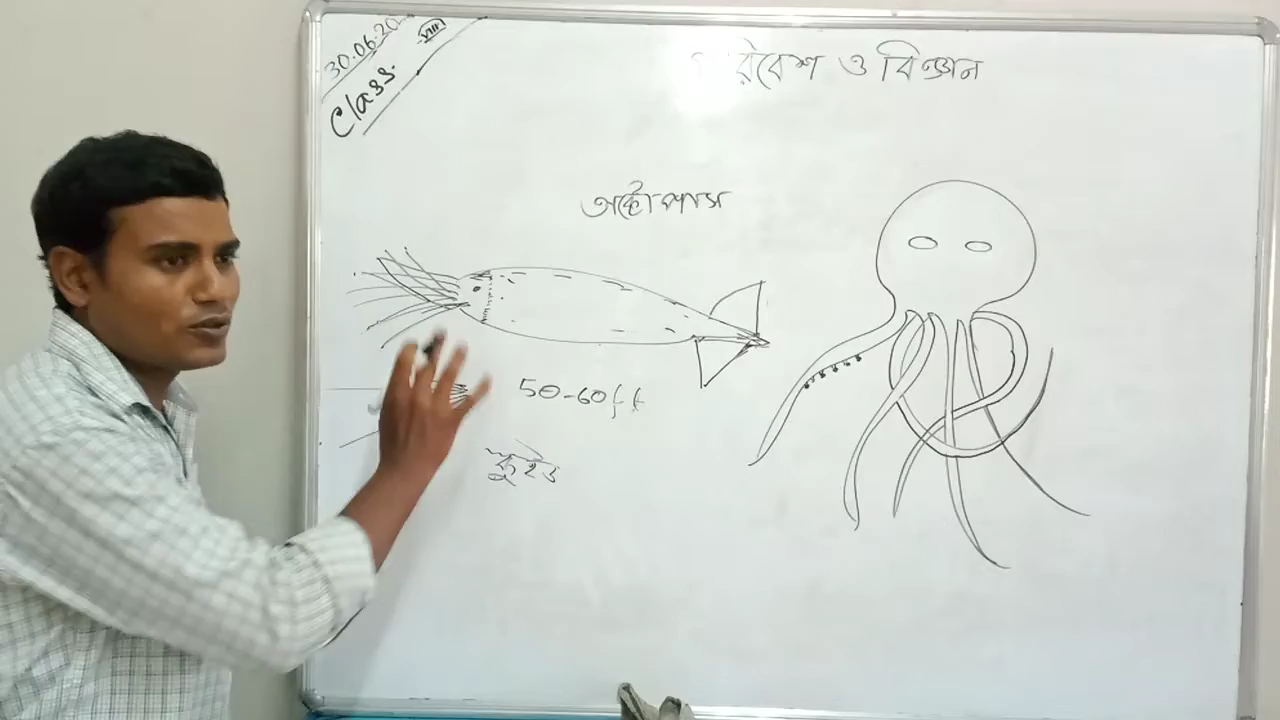 30.06.20
VIII
Class.
রিবেশ ও বিজ্ঞান
অক্টোপাস
50-60ft
স্কুইড